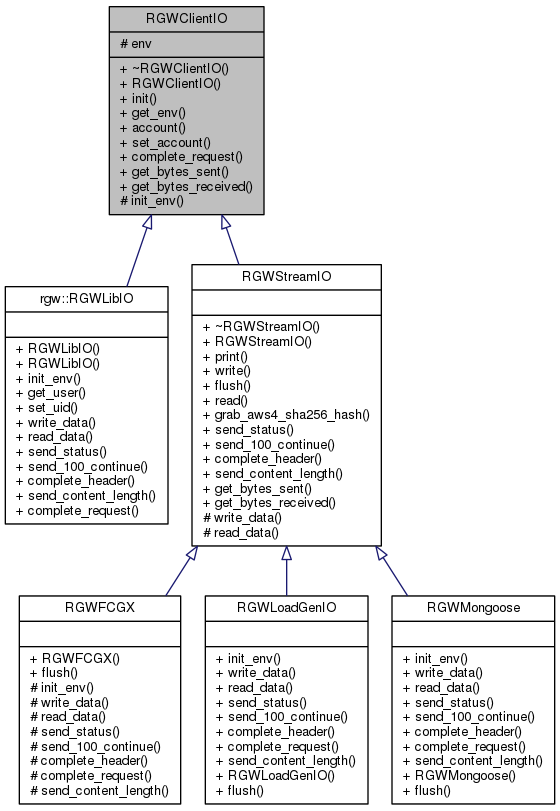 RGWClientIO
# env
+ ~RGWClientIO()
+ RGWClientIO()
+ init()
+ get_env()
+ account()
+ set_account()
+ complete_request()
+ get_bytes_sent()
+ get_bytes_received()
# init_env()
rgw::RGWLibIO
+ RGWLibIO()
+ RGWLibIO()
+ init_env()
+ get_user()
+ set_uid()
+ write_data()
+ read_data()
+ send_status()
+ send_100_continue()
+ complete_header()
+ send_content_length()
+ complete_request()
RGWStreamIO
+ ~RGWStreamIO()
+ RGWStreamIO()
+ print()
+ write()
+ flush()
+ read()
+ grab_aws4_sha256_hash()
+ send_status()
+ send_100_continue()
+ complete_header()
+ send_content_length()
+ get_bytes_sent()
+ get_bytes_received()
# write_data()
# read_data()
RGWFCGX
+ RGWFCGX()
+ flush()
# init_env()
# write_data()
# read_data()
# send_status()
# send_100_continue()
# complete_header()
# complete_request()
# send_content_length()
RGWLoadGenIO
+ init_env()
+ write_data()
+ read_data()
+ send_status()
+ send_100_continue()
+ complete_header()
+ complete_request()
+ send_content_length()
+ RGWLoadGenIO()
+ flush()
RGWMongoose
+ init_env()
+ write_data()
+ read_data()
+ send_status()
+ send_100_continue()
+ complete_header()
+ complete_request()
+ send_content_length()
+ RGWMongoose()
+ flush()